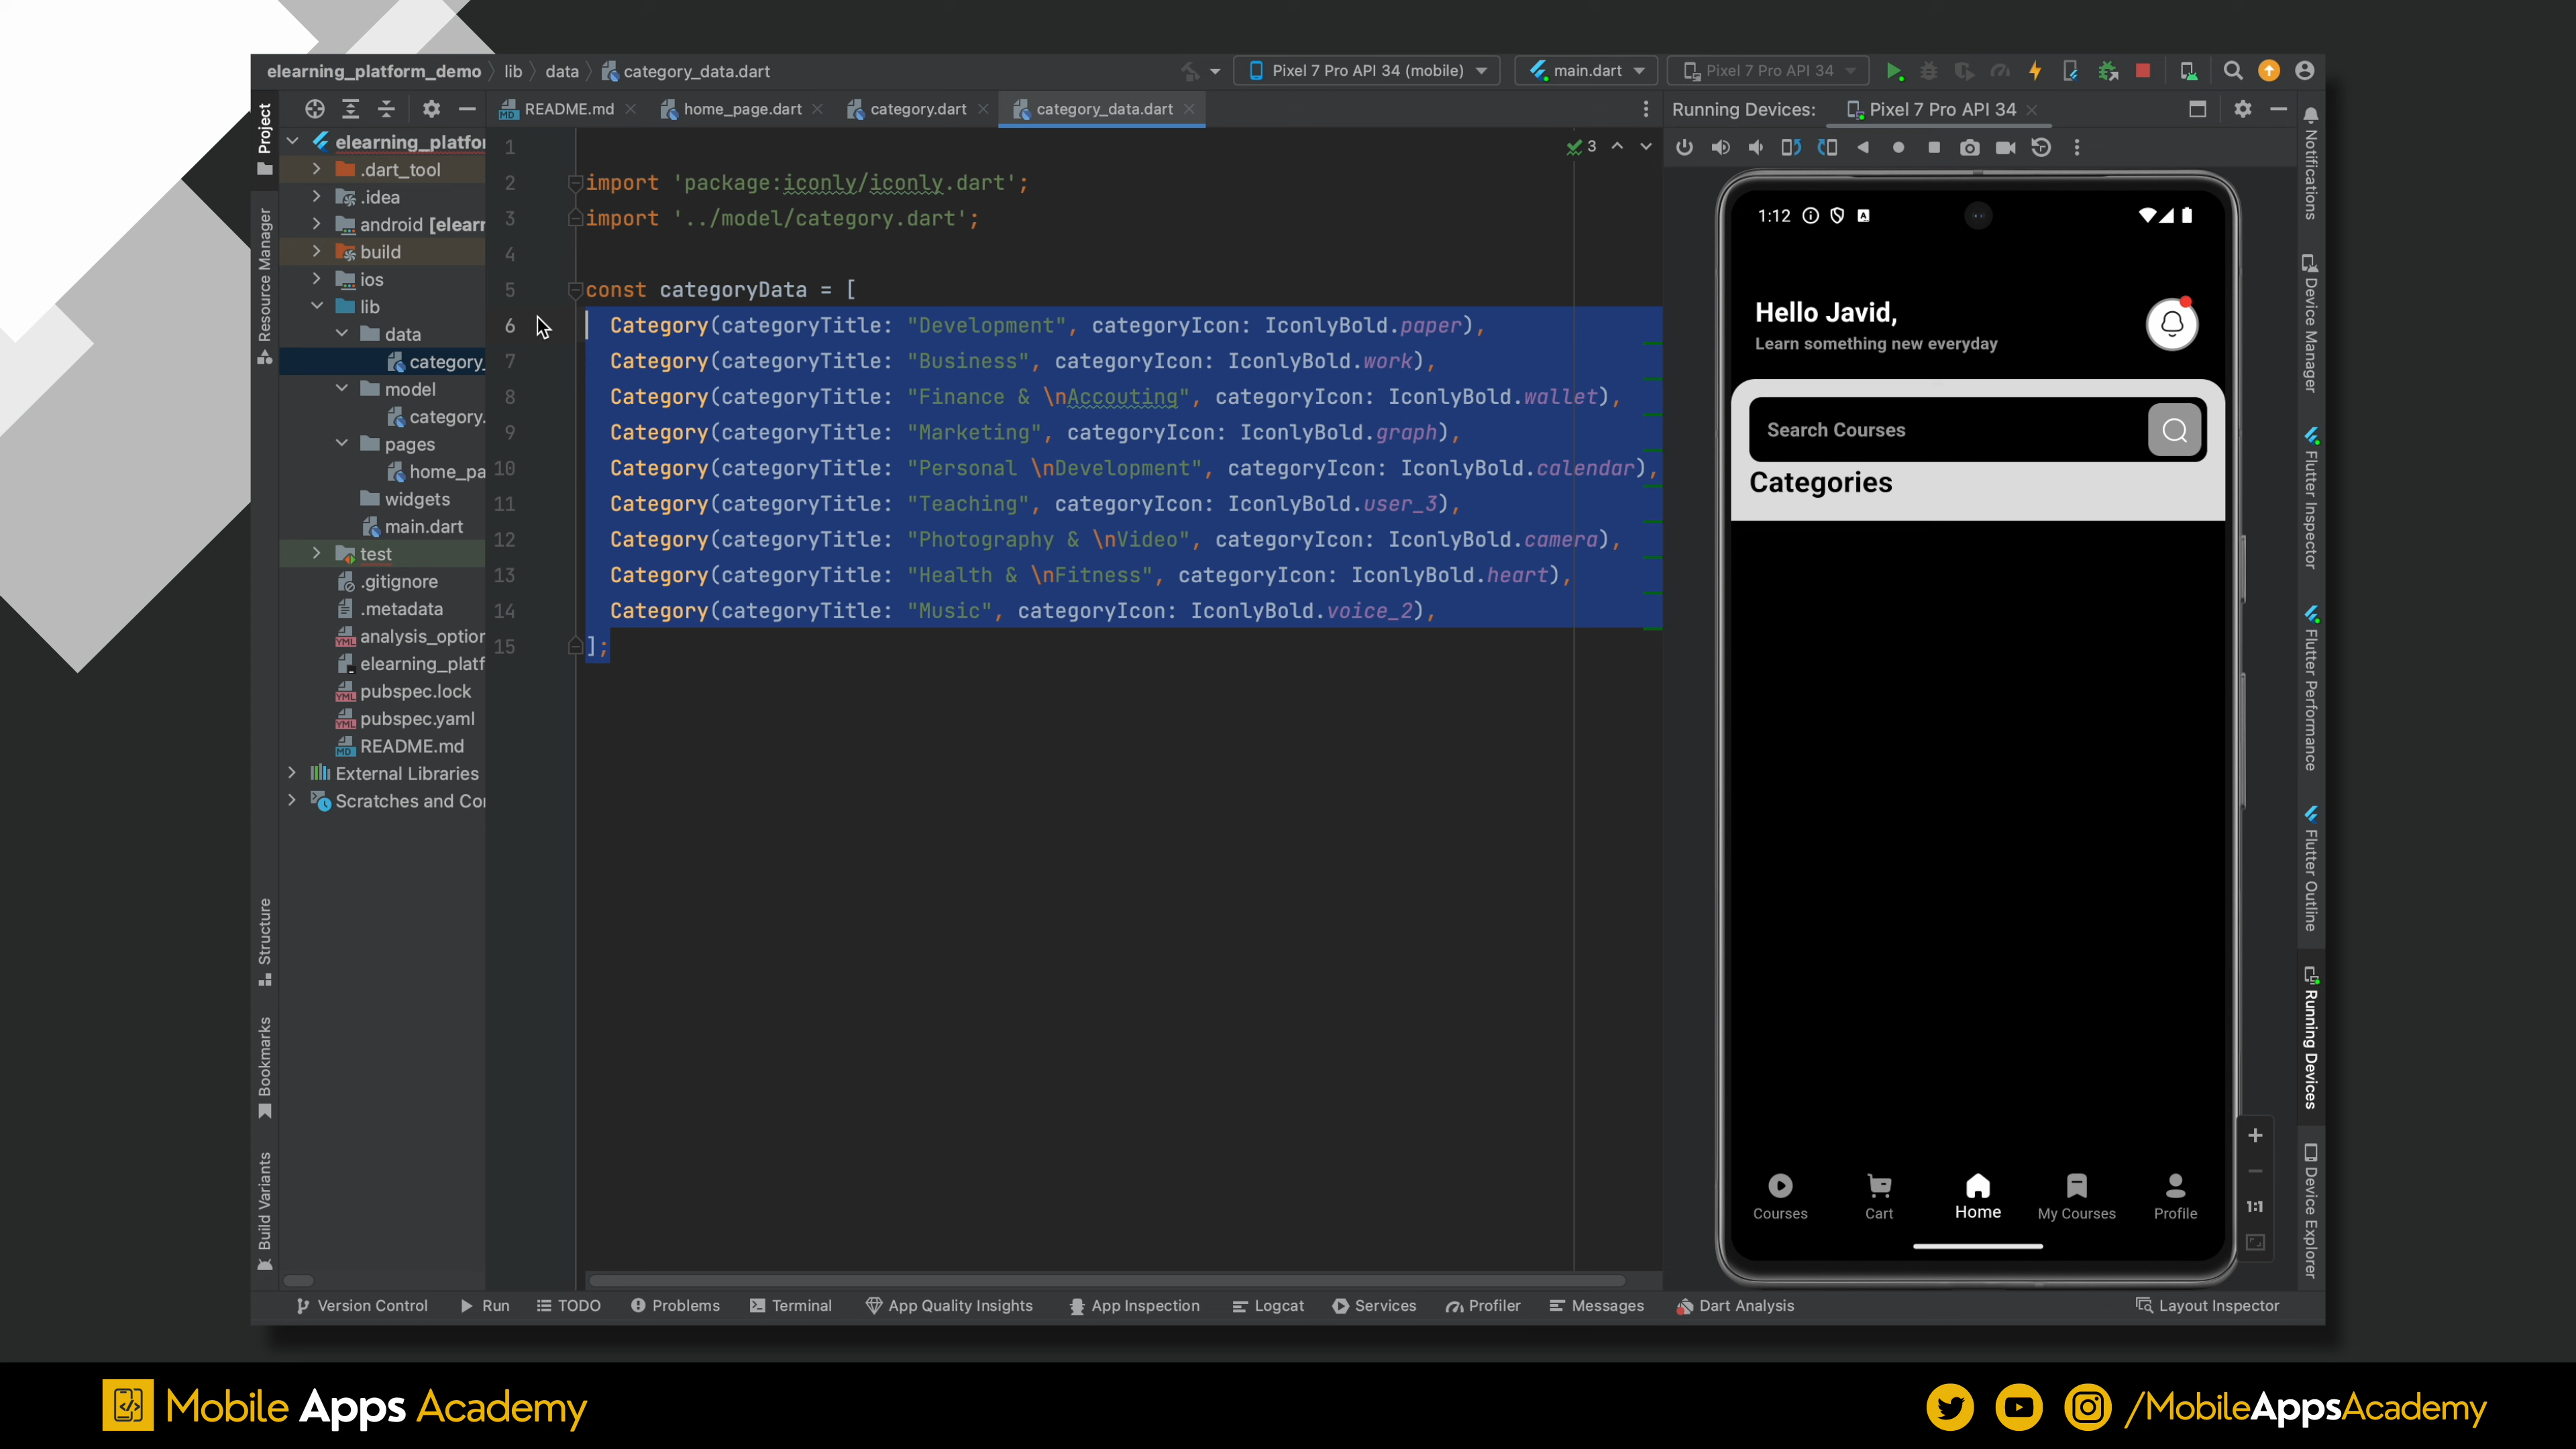 elearning_platform_demo lib data category_data.dart
Pixel 7 Pro API 34 (mobile) main.dart Pixel 7 Pro API 34
README.md home_page.dart category.dart category_data.dart
Running Devices: Pixel 7 Pro API 34
Project
Resource Manager
Structure
Bookmarks
Build Variants
elearning_platfor
.dart_tool
.idea
android [elearr
build
ios
lib
data
category_
model
category.
pages
home_pa
widgets
main.dart
test
.gitignore
.metadata
analysis_optior
elearning_platf
pubspec.lock
pubspec.yaml
README.md
External Libraries
Scratches and Cor
3
1
2 import 'package:iconly/iconly.dart';
3 import '../model/category.dart';
4
5 const categoryData = [
6 Category(categoryTitle: "Development", categoryIcon: IconlyBold.paper),
7 Category(categoryTitle: "Business", categoryIcon: IconlyBold.work),
8 Category(categoryTitle: "Finance & \nAccouting", categoryIcon: IconlyBold.wallet),
9 Category(categoryTitle: "Marketing", categoryIcon: IconlyBold.graph),
10 Category(categoryTitle: "Personal \nDevelopment", categoryIcon: IconlyBold.calendar),
11 Category(categoryTitle: "Teaching", categoryIcon: IconlyBold.user_3),
12 Category(categoryTitle: "Photography & \nVideo", categoryIcon: IconlyBold.camera),
13 Category(categoryTitle: "Health & \nFitness", categoryIcon: IconlyBold.heart),
14 Category(categoryTitle: "Music", categoryIcon: IconlyBold.voice_2),
15 ];
1:12
Hello Javid,
Learn something new everyday
Search Courses
Categories
Courses Cart Home My Courses Profile
1:1
Notifications
Device Manager
Flutter Inspector
Flutter Performance
Flutter Outline
Running Devices
Device Explorer
Version Control Run TODO Problems Terminal App Quality Insights App Inspection Logcat Services Profiler Messages Dart Analysis Layout Inspector
Mobile Apps Academy
/MobileAppsAcademy